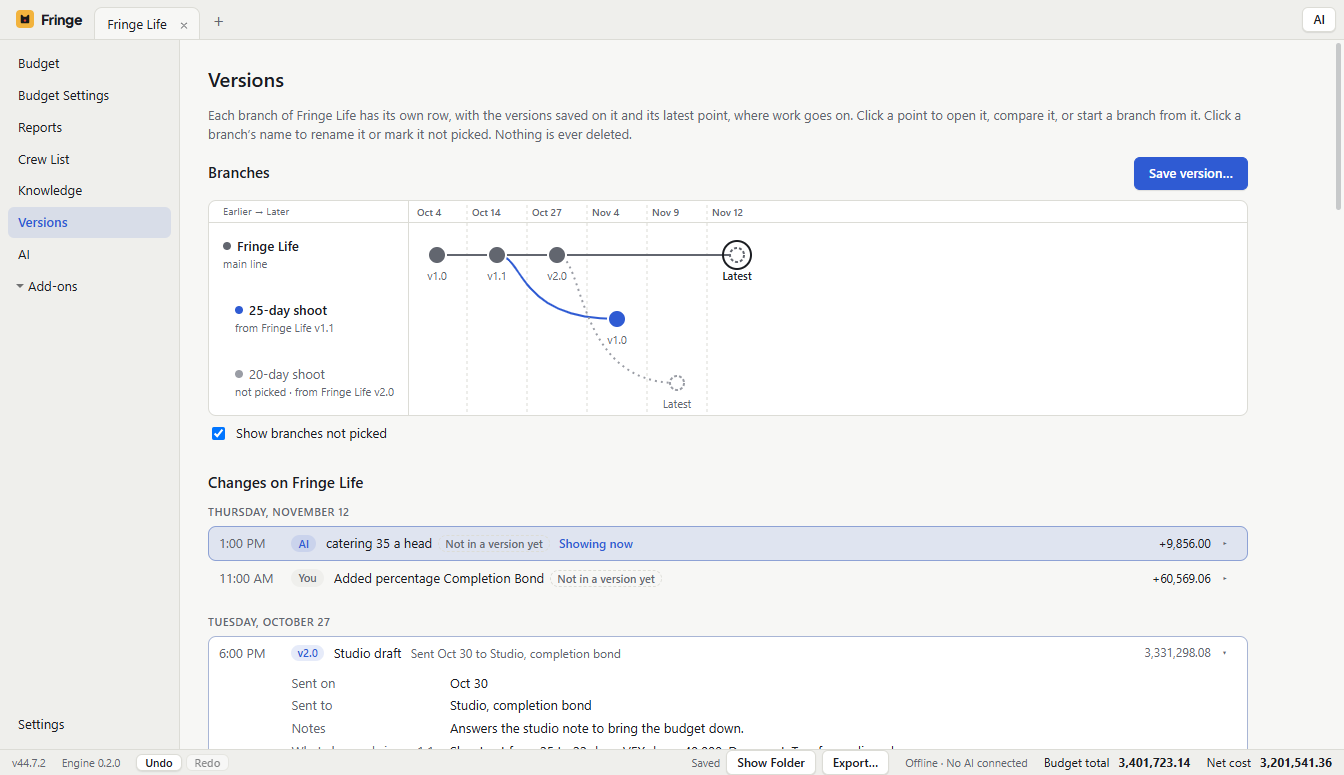 Fringe
Fringe Life × +
AI
Budget
Budget Settings
Reports
Crew List
Knowledge
Versions
AI
Add-ons
Settings
Versions
Each branch of Fringe Life has its own row, with the versions saved on it and its latest point, where work goes on. Click a point to open it, compare it, or start a branch from it. Click a
branch's name to rename it or mark it not picked. Nothing is ever deleted.
Branches
Save version...
Earlier → Later
Oct 4 Oct 14 Oct 27 Nov 4 Nov 9 Nov 12
Fringe Life
main line
v1.0 v1.1 v2.0 Latest
25-day shoot
from Fringe Life v1.1
v1.0
20-day shoot
not picked · from Fringe Life v2.0
Latest
Show branches not picked
Changes on Fringe Life
THURSDAY, NOVEMBER 12
1:00 PM AI catering 35 a head Not in a version yet Showing now +9,856.00
11:00 AM You Added percentage Completion Bond Not in a version yet +60,569.06
TUESDAY, OCTOBER 27
6:00 PM v2.0 Studio draft Sent Oct 30 to Studio, completion bond 3,331,298.08
Sent on Oct 30
Sent to Studio, completion bond
Notes Answers the studio note to bring the budget down.
v44.7.2 Engine 0.2.0 Undo Redo Saved Show Folder Export... Offline · No AI connected Budget total 3,401,723.14 Net cost 3,201,541.36